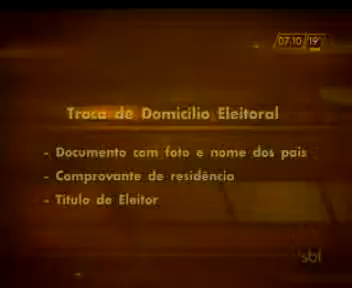 07:10 19°
Troca de Domicílio Eleitoral
- Documento com foto e nome dos pais
- Comprovante de residência
- Título de Eleitor
sbt